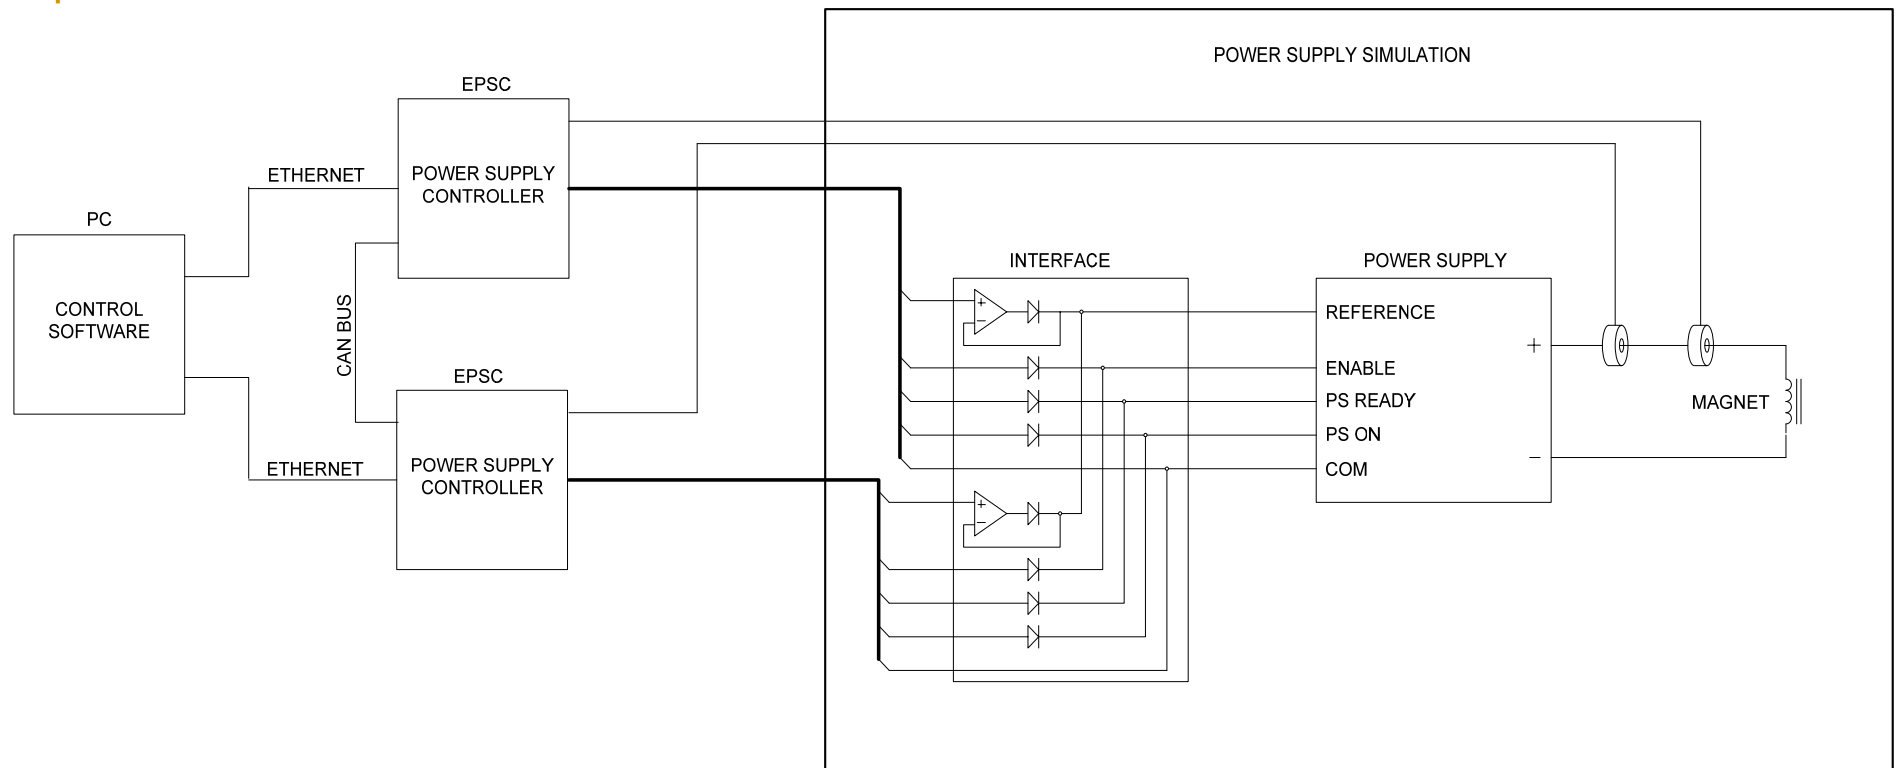 POWER SUPPLY SIMULATION
EPSC
POWER SUPPLY
CONTROLLER
ETHERNET
PC
CONTROL
SOFTWARE
CAN BUS
EPSC
POWER SUPPLY
CONTROLLER
ETHERNET
INTERFACE
+
−
+
−
POWER SUPPLY
REFERENCE
ENABLE
PS READY
PS ON
COM
+
−
MAGNET